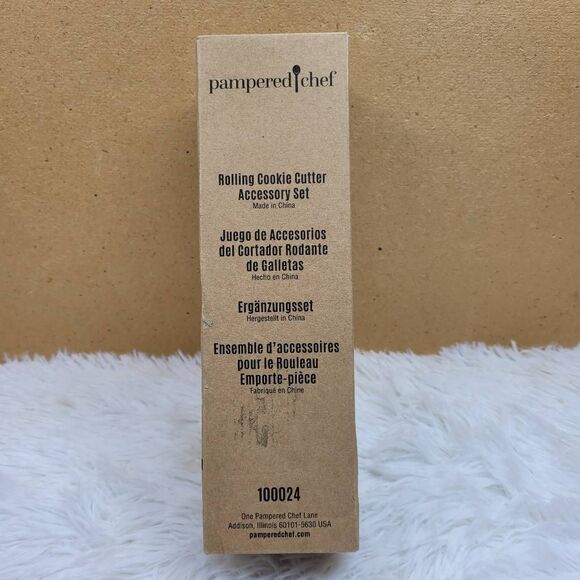 pampered chef
Rolling Cookie Cutter
Accessory Set
Made in China
Juego de Accesorios
del Cortador Rodante
de Galletas
Hecho en China
Ergänzungsset
Hergestellt in China
Ensemble d'accessoires
pour le Rouleau
Emporte-pièce
Fabriqué en Chine
100024
One Pampered Chef Lane
Addison, Illinois 60101-5630 USA
pamperedchef.com